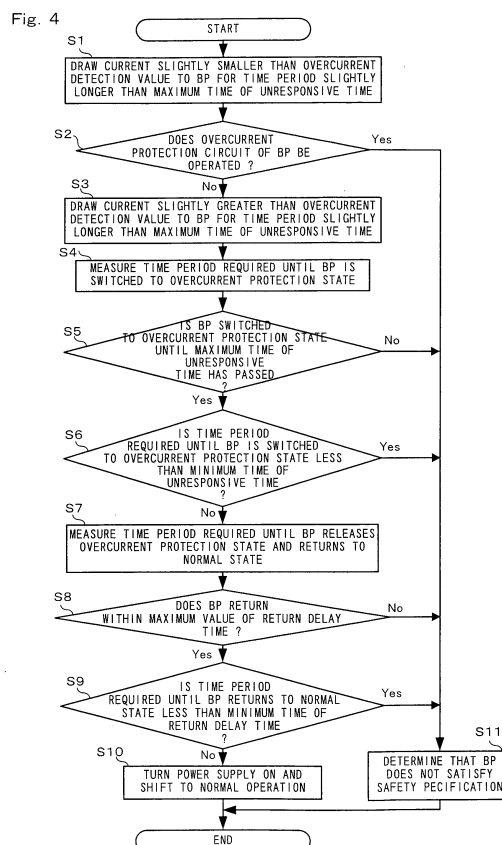 Fig. 4
START
S1
DRAW CURRENT SLIGHTLY SMALLER THAN OVERCURRENT
DETECTION VALUE TO BP FOR TIME PERIOD SLIGHTLY
LONGER THAN MAXIMUM TIME OF UNRESPONSIVE TIME
S2
DOES OVERCURRENT
PROTECTION CIRCUIT OF BP BE
OPERATED ?
Yes
No
S3
DRAW CURRENT SLIGHTLY GREATER THAN OVERCURRENT
DETECTION VALUE TO BP FOR TIME PERIOD SLIGHTLY
LONGER THAN MAXIMUM TIME OF UNRESPONSIVE TIME
S4
MEASURE TIME PERIOD REQUIRED UNTIL BP IS
SWITCHED TO OVERCURRENT PROTECTION STATE
S5
IS BP SWITCHED
TO OVERCURRENT PROTECTION STATE
UNTIL MAXIMUM TIME OF
UNRESPONSIVE
TIME HAS PASSED
?
No
Yes
S6
IS TIME PERIOD
REQUIRED UNTIL BP IS SWITCHED
TO OVERCURRENT PROTECTION STATE LESS
THAN MINIMUM TIME OF
UNRESPONSIVE TIME
?
Yes
No
S7
MEASURE TIME PERIOD REQUIRED UNTIL BP RELEASES
OVERCURRENT PROTECTION STATE AND RETURNS TO
NORMAL STATE
S8
DOES BP RETURN
WITHIN MAXIMUM VALUE OF RETURN DELAY
TIME ?
No
Yes
S9
IS TIME PERIOD
REQUIRED UNTIL BP RETURNS TO NORMAL
STATE LESS THAN MINIMUM TIME OF
RETURN DELAY TIME
?
Yes
No
S10
TURN POWER SUPPLY ON AND
SHIFT TO NORMAL OPERATION
S11
DETERMINE THAT BP
DOES NOT SATISFY
SAFETY PECIFICATION
END